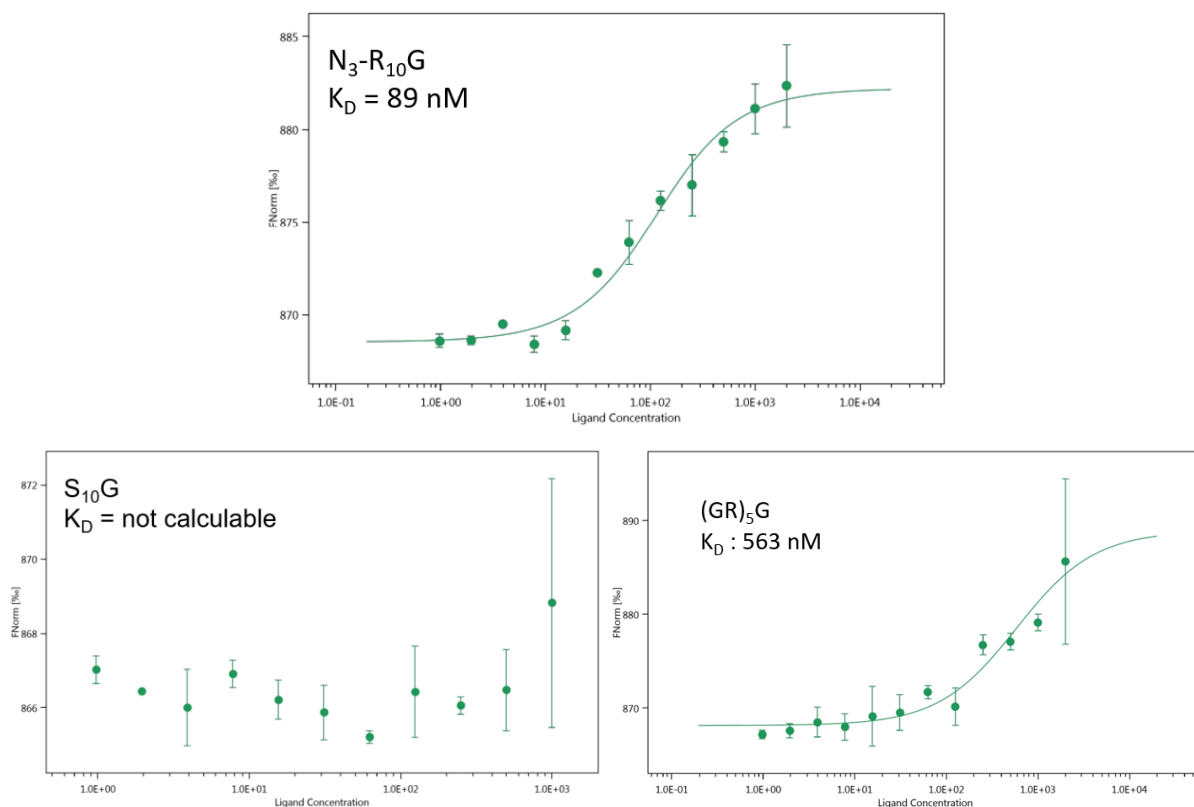 N₃-R₁₀G
K_D = 89 nM
FNorm [‰]
885
880
875
870
1.0E-01 1.0E+00 1.0E+01 1.0E+02 1.0E+03 1.0E+04
Ligand Concentration
S₁₀G
K_D = not calculable
FNorm [‰]
872
870
868
866
1.0E+00 1.0E+01 1.0E+02 1.0E+03
Ligand Concentration
(GR)₅G
K_D : 563 nM
FNorm [‰]
890
880
870
1.0E-01 1.0E+00 1.0E+01 1.0E+02 1.0E+03 1.0E+04
Ligand Concentration